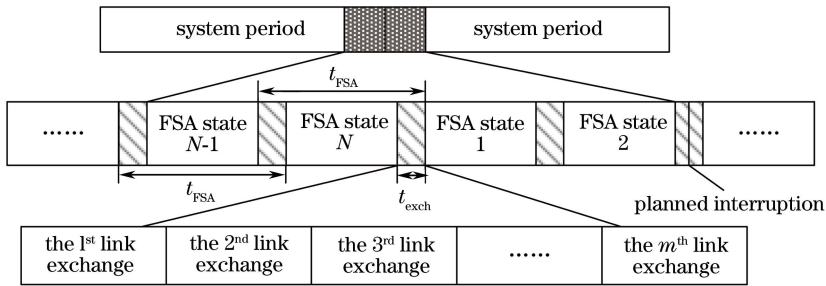 system period
system period
t_FSA
……
FSA state
N-1
FSA state
N
FSA state
1
FSA state
2
……
t_FSA
t_exch
planned interruption
the 1st link
exchange
the 2nd link
exchange
the 3rd link
exchange
……
the mth link
exchange